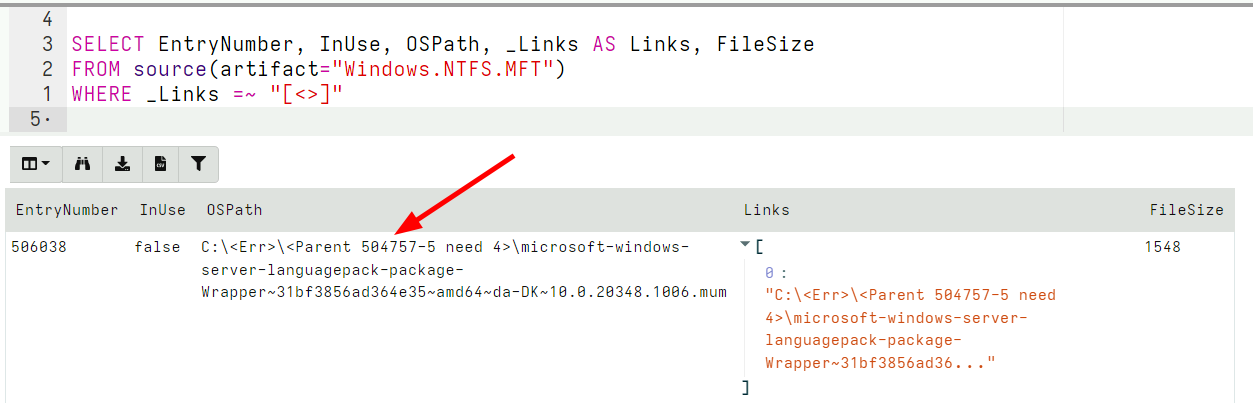 4
3 SELECT EntryNumber, InUse, OSPath, _Links AS Links, FileSize
2 FROM source(artifact="Windows.NTFS.MFT")
1 WHERE _Links =~ "[<>]"
5·
CSV
EntryNumber InUse OSPath Links FileSize
506038 false C:\<Err>\<Parent 504757-5 need 4>\microsoft-windows-
server-languagepack-package-
Wrapper~31bf3856ad364e35~amd64~da-DK~10.0.20348.1006.mum
[
0 :
"C:\<Err>\<Parent 504757-5 need
4>\microsoft-windows-server-
languagepack-package-
Wrapper~31bf3856ad36..."
]
1548